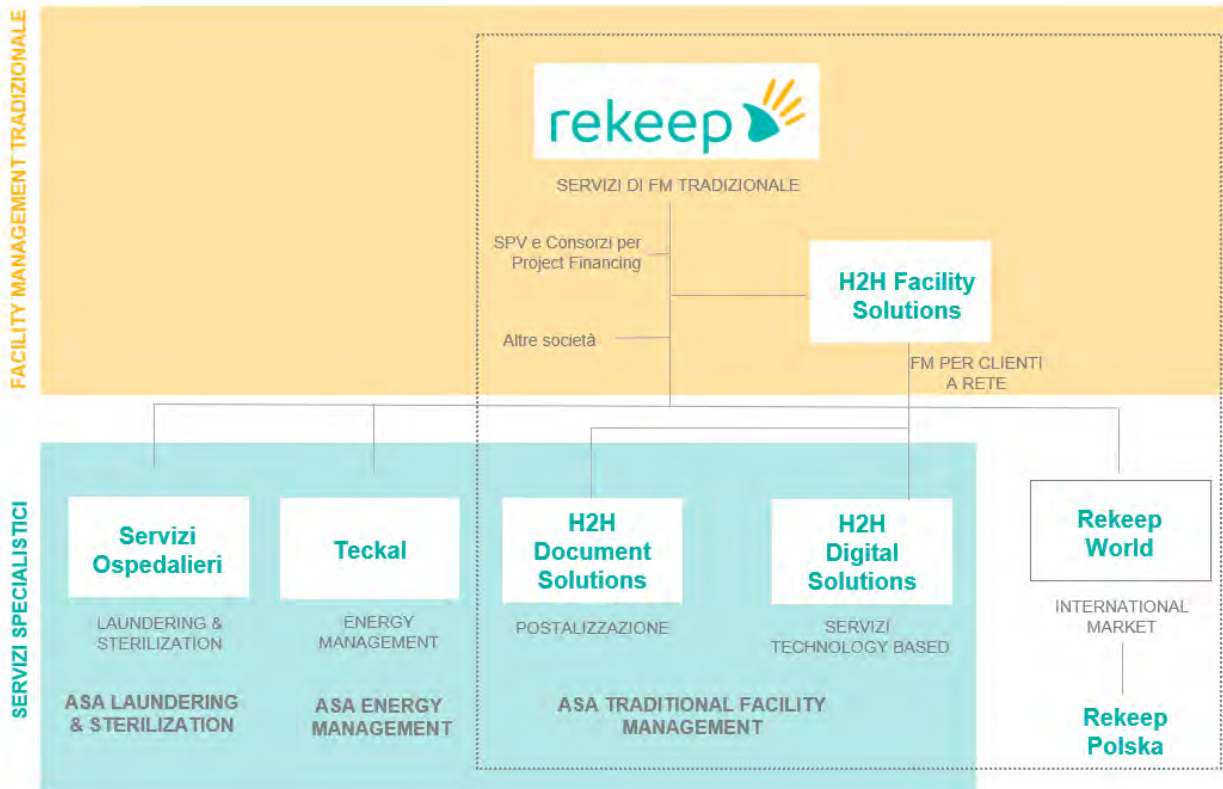 FACILITY MANAGEMENT TRADIZIONALE
rekeep
SERVIZI DI FM TRADIZIONALE
SPV e Consorzi per
Project Financing
H2H Facility
Solutions
Altre società
FM PER CLIENTI
A RETE
SERVIZI SPECIALISTICI
Servizi
Ospedalieri
LAUNDERING &
STERILIZATION
ASA LAUNDERING
& STERILIZATION
Teckal
ENERGY
MANAGEMENT
ASA ENERGY
MANAGEMENT
H2H
Document
Solutions
POSTALIZZAZIONE
H2H
Digital
Solutions
SERVIZI
TECHNOLOGY BASED
ASA TRADITIONAL FACILITY
MANAGEMENT
Rekeep
World
INTERNATIONAL
MARKET
Rekeep
Polska